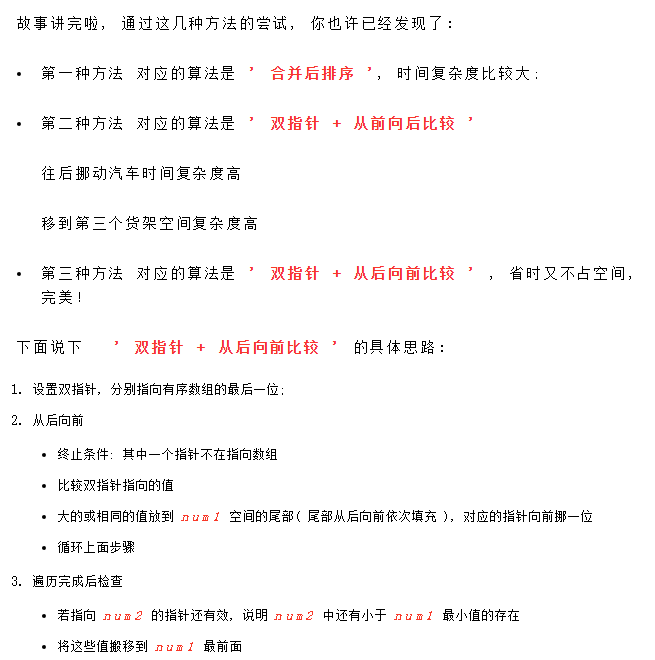 故事讲完啦, 通过这几种方法的尝试, 你也许已经发现了:
• 第一种方法 对应的算法是 ’ 合并后排序 ’, 时间复杂度比较大;
• 第二种方法 对应的算法是 ’ 双指针 + 从前向后比较 ’
往后挪动汽车时间复杂度高
移到第三个货架空间复杂度高
• 第三种方法 对应的算法是 ’ 双指针 + 从后向前比较 ’ , 省时又不占空间,
完美!
下面说下 ’ 双指针 + 从后向前比较 ’ 的具体思路:
1. 设置双指针, 分别指向有序数组的最后一位;
2. 从后向前
• 终止条件: 其中一个指针不在指向数组
• 比较双指针指向的值
• 大的或相同的值放到 num1 空间的尾部( 尾部从后向前依次填充 ), 对应的指针向前挪一位
• 循环上面步骤
3. 遍历完成后检查
• 若指向 num2 的指针还有效, 说明 num2 中还有小于 num1 最小值的存在
• 将这些值搬移到 num1 最前面